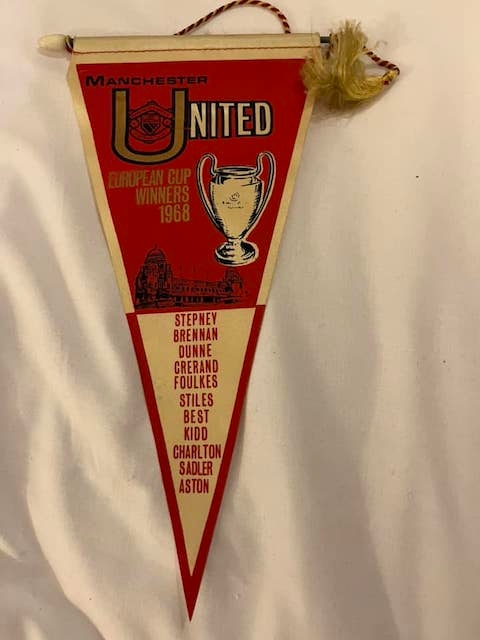 MANCHESTER
UNITED
EUROPEAN CUP
WINNERS
1968
STEPNEY
BRENNAN
DUNNE
CRERAND
FOULKES
STILES
BEST
KIDD
CHARLTON
SADLER
ASTON